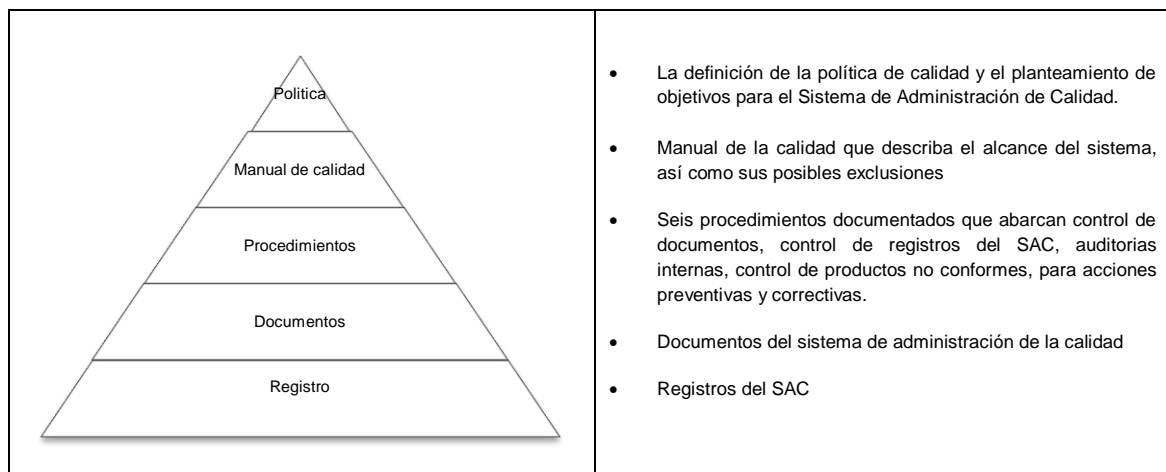 Politica
Manual de calidad
Procedimientos
Documentos
Registro
• La definición de la política de calidad y el planteamiento de
objetivos para el Sistema de Administración de Calidad.
• Manual de la calidad que describa el alcance del sistema,
así como sus posibles exclusiones
• Seis procedimientos documentados que abarcan control de
documentos, control de registros del SAC, auditorias
internas, control de productos no conformes, para acciones
preventivas y correctivas.
• Documentos del sistema de administración de la calidad
• Registros del SAC